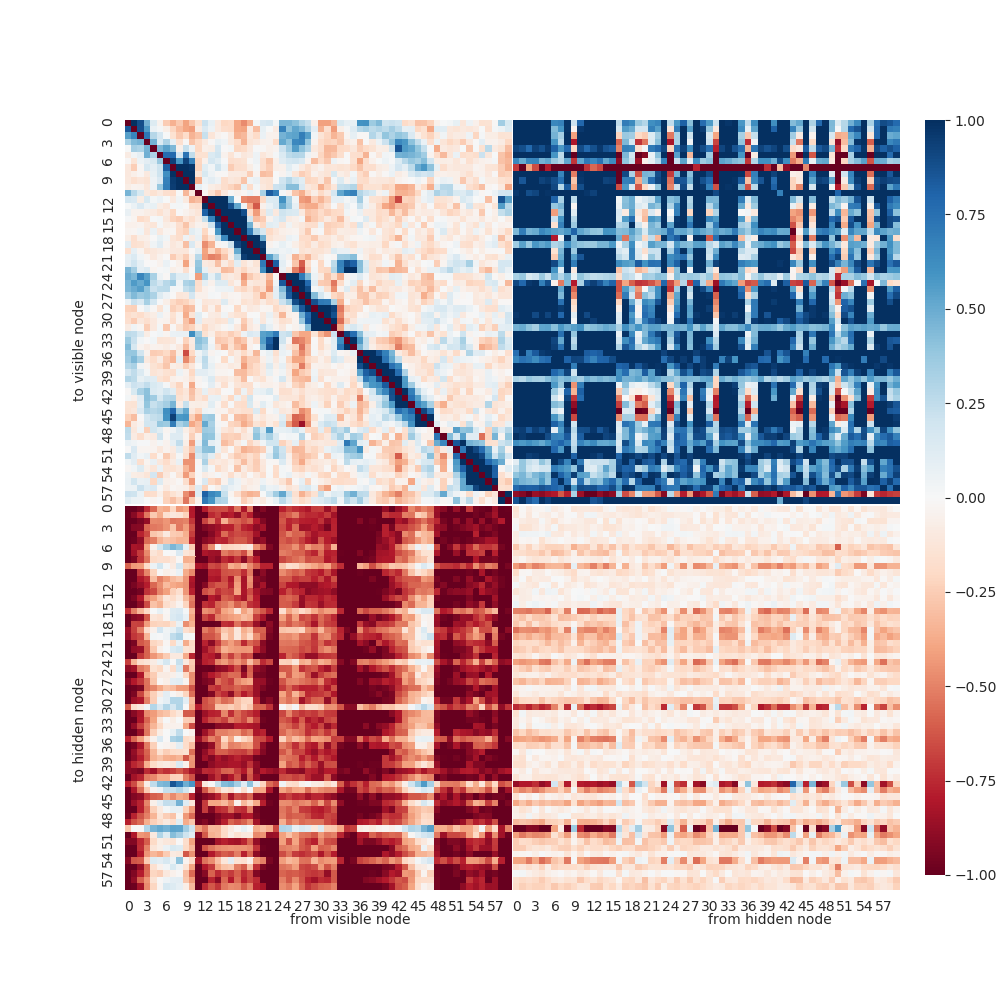 to visible node
0 3 6 9 12 15 18 21 24 27 30 33 36 39 42 45 48 51 54 57
to hidden node
0 3 6 9 12 15 18 21 24 27 30 33 36 39 42 45 48 51 54 57
0 3 6 9 12 15 18 21 24 27 30 33 36 39 42 45 48 51 54 57
from visible node
0 3 6 9 12 15 18 21 24 27 30 33 36 39 42 45 48 51 54 57
from hidden node
1.00
0.75
0.50
0.25
0.00
−0.25
−0.50
−0.75
−1.00